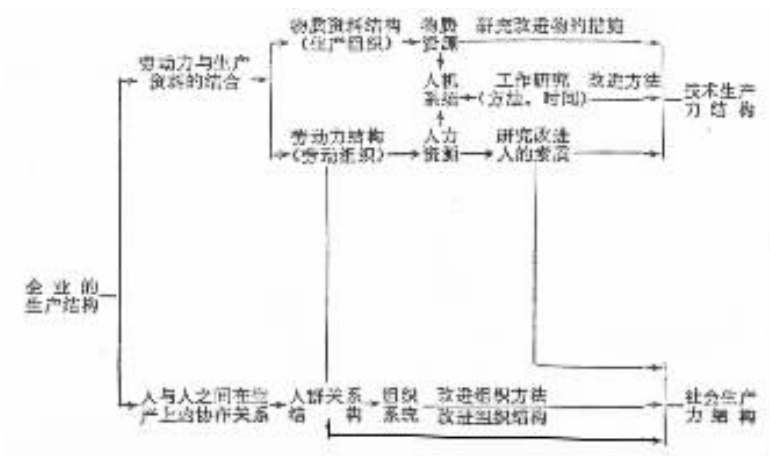 物质资料结构
(生产组织)
物质
资源
研究改进物的措施
劳动力与生产
资料的结合
人机
系统
工作研究
(方法、时间)
改进方法
技术生产
力结构
劳动力结构
(劳动组织)
人力
资源
研究改进
人的素质
企业的
生产结构
人与人之间在生
产上的协作关系
人群关系
结构
组织
系统
改进组织方法
改进组织结构
社会生产
力结构